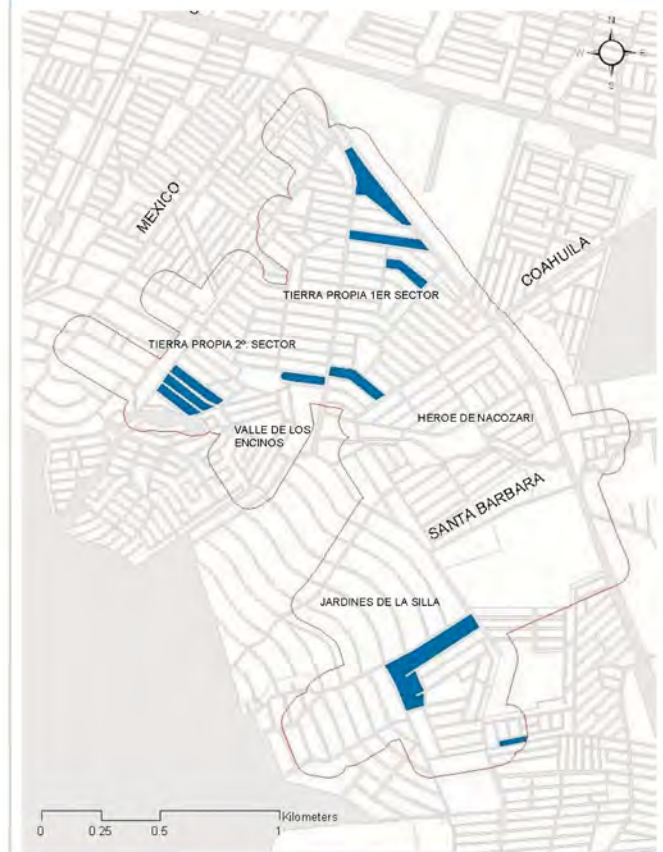 N
W E
S
MEXICO
COAHUILA
TIERRA PROPIA 1ER SECTOR
TIERRA PROPIA 2º. SECTOR
HEROE DE NACOZARI
VALLE DE LOS
ENCINOS
SANTA BARBARA
JARDINES DE LA SILLA
Kilometers
0 0.25 0.5 1